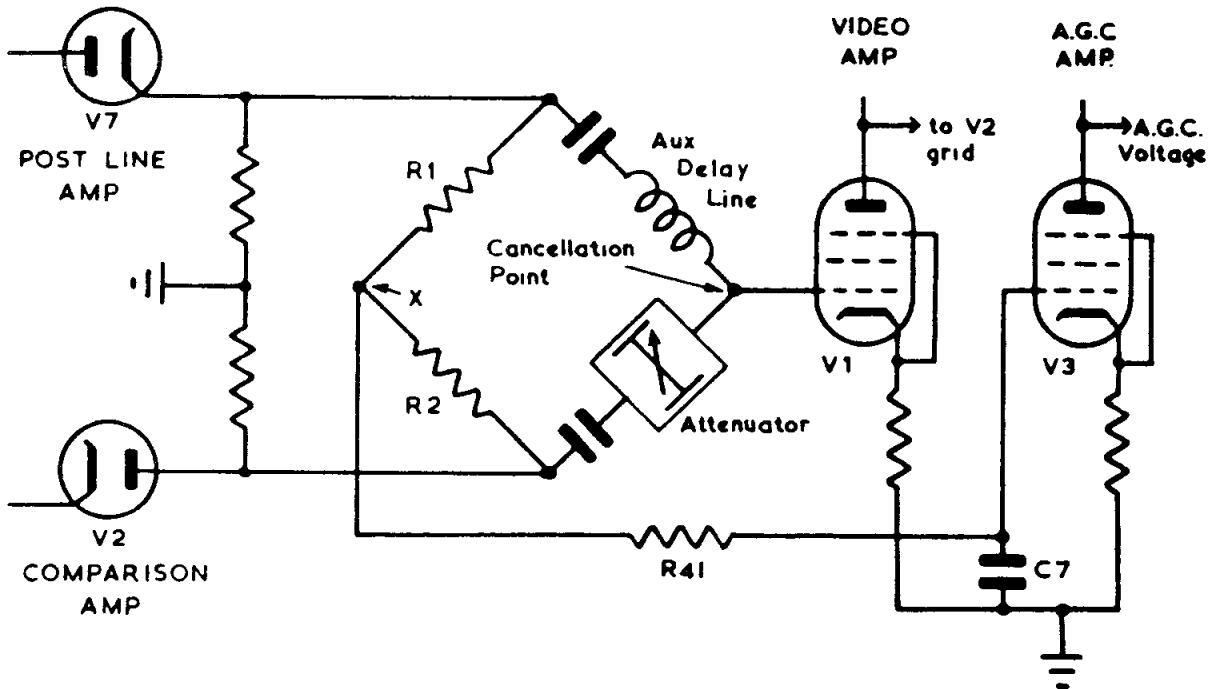 VIDEO
AMP
A.G.C
AMP.
V7
POST LINE
AMP
R1
Aux
Delay
Line
to V2
grid
A.G.C.
Voltage
Cancellation
Point
X
V1
V3
R2
Attenuator
V2
COMPARISON
AMP
R41
C7